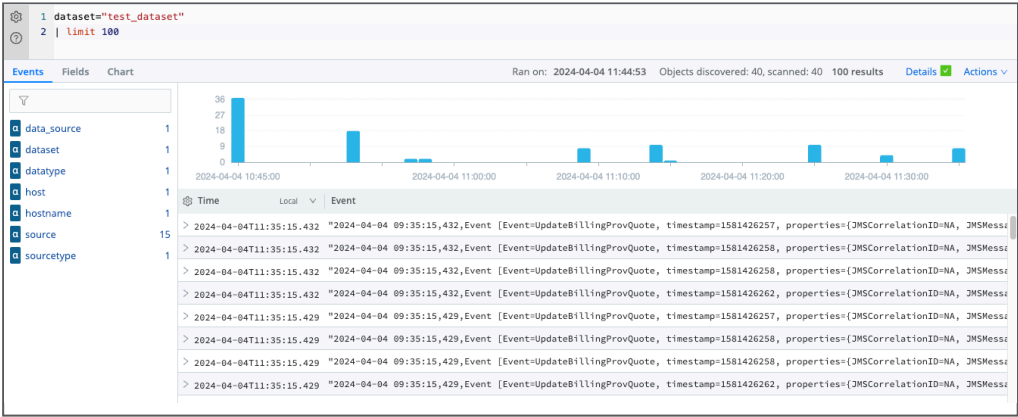 1 dataset="test_dataset"
2 | limit 100
Events Fields Chart
Ran on: 2024-04-04 11:44:53 Objects discovered: 40, scanned: 40 100 results Details Actions
data_source 1
dataset 1
datatype 1
host 1
hostname 1
source 15
sourcetype 1
36
27
18
9
0
2024-04-04 10:45:00 2024-04-04 11:00:00 2024-04-04 11:10:00 2024-04-04 11:20:00 2024-04-04 11:30:00
Time Local Event
2024-04-04T11:35:15.432 "2024-04-04 09:35:15,432,Event [Event=UpdateBillingProvQuote, timestamp=1581426257, properties={JMSCorrelationID=NA, JMSMessa
2024-04-04T11:35:15.432 "2024-04-04 09:35:15,432,Event [Event=UpdateBillingProvQuote, timestamp=1581426258, properties={JMSCorrelationID=NA, JMSMessa
2024-04-04T11:35:15.432 "2024-04-04 09:35:15,432,Event [Event=UpdateBillingProvQuote, timestamp=1581426258, properties={JMSCorrelationID=NA, JMSMessa
2024-04-04T11:35:15.432 "2024-04-04 09:35:15,432,Event [Event=UpdateBillingProvQuote, timestamp=1581426262, properties={JMSCorrelationID=NA, JMSMessa
2024-04-04T11:35:15.429 "2024-04-04 09:35:15,429,Event [Event=UpdateBillingProvQuote, timestamp=1581426257, properties={JMSCorrelationID=NA, JMSMessa
2024-04-04T11:35:15.429 "2024-04-04 09:35:15,429,Event [Event=UpdateBillingProvQuote, timestamp=1581426258, properties={JMSCorrelationID=NA, JMSMessa
2024-04-04T11:35:15.429 "2024-04-04 09:35:15,429,Event [Event=UpdateBillingProvQuote, timestamp=1581426258, properties={JMSCorrelationID=NA, JMSMessa
2024-04-04T11:35:15.429 "2024-04-04 09:35:15,429,Event [Event=UpdateBillingProvQuote, timestamp=1581426262, properties={JMSCorrelationID=NA, JMSMessa